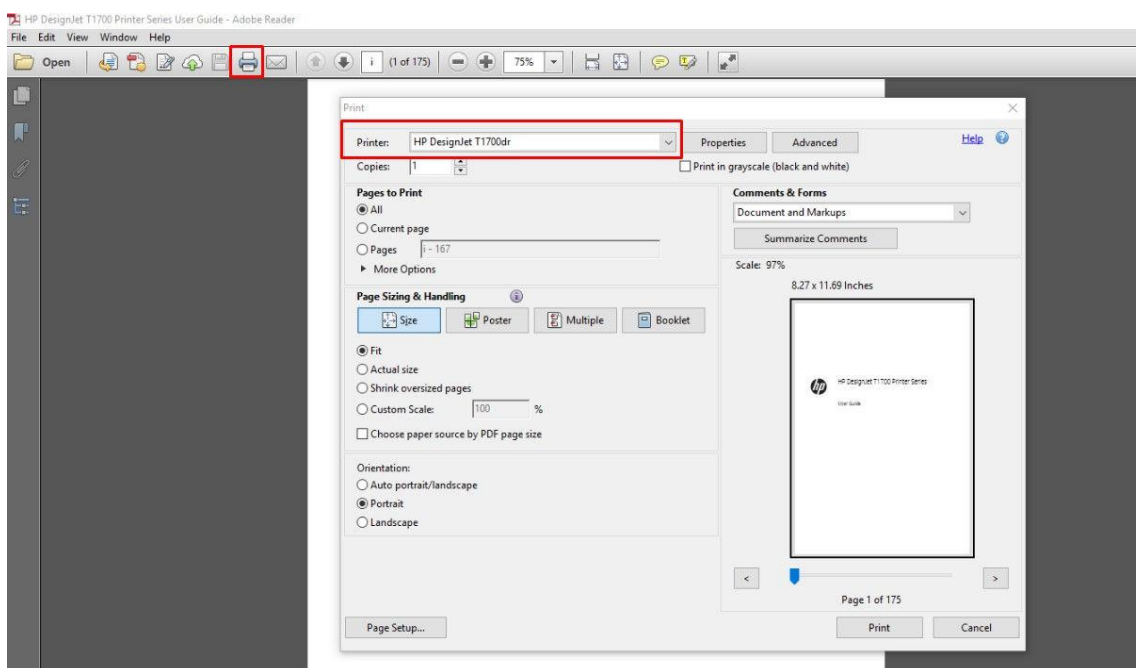 HP DesignJet T1700 Printer Series User Guide - Adobe Reader
File Edit View Window Help
Open i (1 of 175) 75%
Print
Printer: HP DesignJet T1700dr Properties Advanced Help
Copies: 1 Print in grayscale (black and white)
Pages to Print
All
Current page
Pages i - 167
More Options
Comments & Forms
Document and Markups
Summarize Comments
Page Sizing & Handling
Size Poster Multiple Booklet
Fit
Actual size
Shrink oversized pages
Custom Scale: 100 %
Choose paper source by PDF page size
Orientation:
Auto portrait/landscape
Portrait
Landscape
Scale: 97%
8.27 x 11.69 Inches
hp HP DesignJet T1700 Printer Series
User Guide
< >
Page 1 of 175
Page Setup... Print Cancel